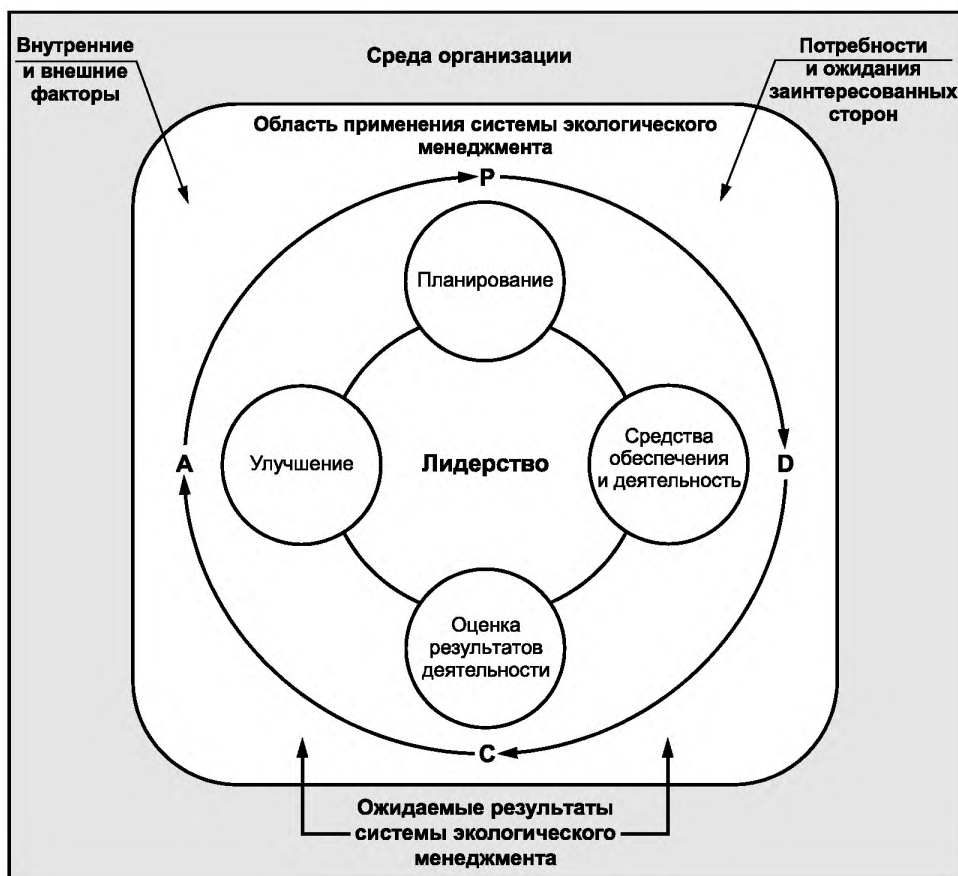 Внутренние
и внешние
факторы
Среда организации
Потребности
и ожидания
заинтересованных
сторон
Область применения системы экологического
менеджмента
P
Планирование
A
Улучшение
Лидерство
Средства
обеспечения
и деятельность
D
Оценка
результатов
деятельности
C
Ожидаемые результаты
системы экологического
менеджмента